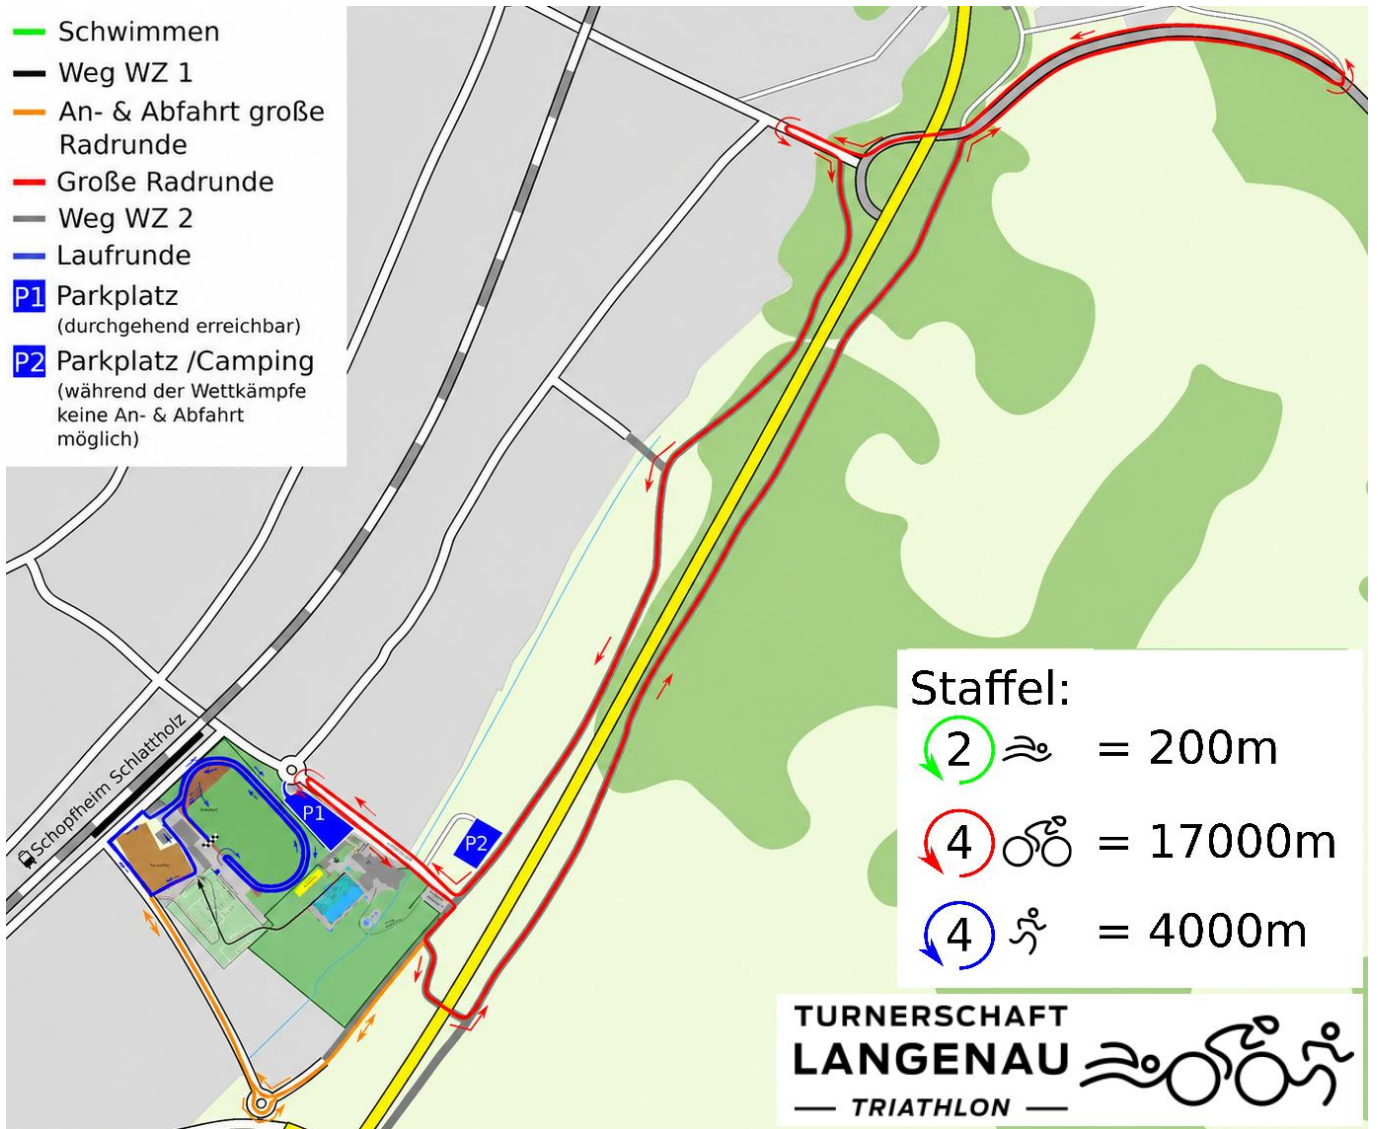 Schwimmen
Weg WZ 1
An- & Abfahrt große
Radrunde
Große Radrunde
Weg WZ 2
Laufrunde
P1 Parkplatz
(durchgehend erreichbar)
P2 Parkplatz /Camping
(während der Wettkämpfe
keine An- & Abfahrt
möglich)
Schopfheim Schlattholz
P1
P2
Staffel:
2 = 200m
4 = 17000m
4 = 4000m
TURNERSCHAFT
LANGENAU
TRIATHLON